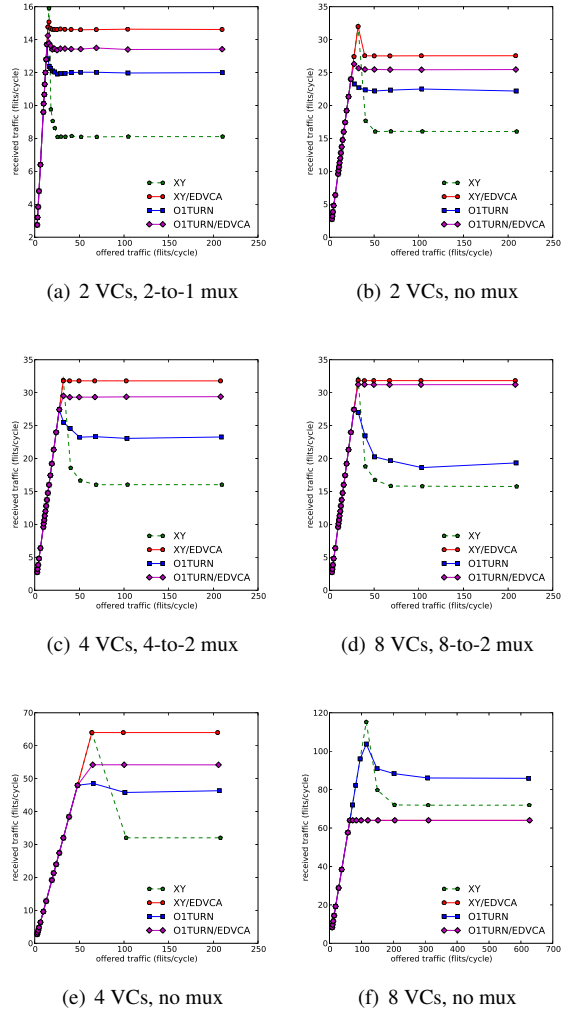 16
14
12
10
8
6
4
2
0 50 100 150 200 250
received traffic (flits/cycle)
offered traffic (flits/cycle)
XY
XY/EDVCA
O1TURN
O1TURN/EDVCA
(a) 2 VCs, 2-to-1 mux
35
30
25
20
15
10
5
0
0 50 100 150 200 250
received traffic (flits/cycle)
offered traffic (flits/cycle)
XY
XY/EDVCA
O1TURN
O1TURN/EDVCA
(b) 2 VCs, no mux
35
30
25
20
15
10
5
0
0 50 100 150 200 250
received traffic (flits/cycle)
offered traffic (flits/cycle)
XY
XY/EDVCA
O1TURN
O1TURN/EDVCA
(c) 4 VCs, 4-to-2 mux
35
30
25
20
15
10
5
0
0 50 100 150 200 250
received traffic (flits/cycle)
offered traffic (flits/cycle)
XY
XY/EDVCA
O1TURN
O1TURN/EDVCA
(d) 8 VCs, 8-to-2 mux
70
60
50
40
30
20
10
0
0 50 100 150 200 250
received traffic (flits/cycle)
offered traffic (flits/cycle)
XY
XY/EDVCA
O1TURN
O1TURN/EDVCA
(e) 4 VCs, no mux
120
100
80
60
40
20
0
0 100 200 300 400 500 600 700
received traffic (flits/cycle)
offered traffic (flits/cycle)
XY
XY/EDVCA
O1TURN
O1TURN/EDVCA
(f) 8 VCs, no mux